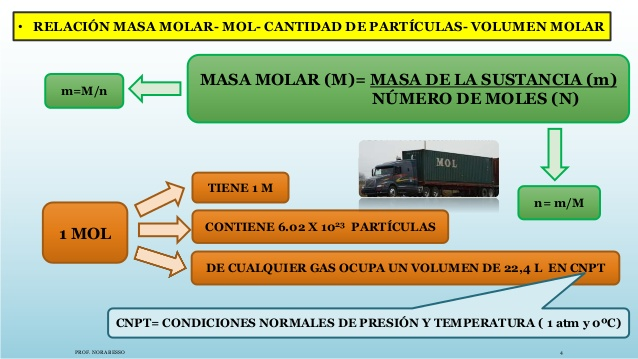 • RELACIÓN MASA MOLAR- MOL- CANTIDAD DE PARTÍCULAS- VOLUMEN MOLAR
MASA MOLAR (M)= MASA DE LA SUSTANCIA (m)
NÚMERO DE MOLES (N)
m=M/n
MOL
n= m/M
TIENE 1 M
1 MOL
CONTIENE 6.02 X 10²³ PARTÍCULAS
DE CUALQUIER GAS OCUPA UN VOLUMEN DE 22,4 L EN CNPT
CNPT= CONDICIONES NORMALES DE PRESIÓN Y TEMPERATURA ( 1 atm y 0ºC)
PROF. NORA BESSO
4